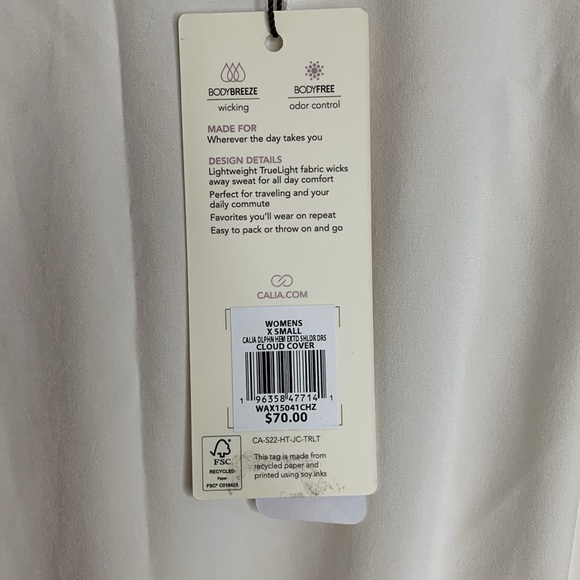 BODYBREEZE BODYFREE
wicking odor control
MADE FOR
Wherever the day takes you
DESIGN DETAILS
Lightweight TrueLight fabric wicks
away sweat for all day comfort
Perfect for traveling and your
daily commute
Favorites you'll wear on repeat
Easy to pack or throw on and go
CALIA.COM
WOMENS
X SMALL
CALIA DLPHN HEM EXTD SHLDR DRS
CLOUD COVER
1 96358 47714 1
WAX15041CHZ
$70.00
CA-S22-HT-JC-TRLT
This tag is made from
recycled paper and
printed using soy inks
FSC
RECYCLED
Paper
FSC® C016423